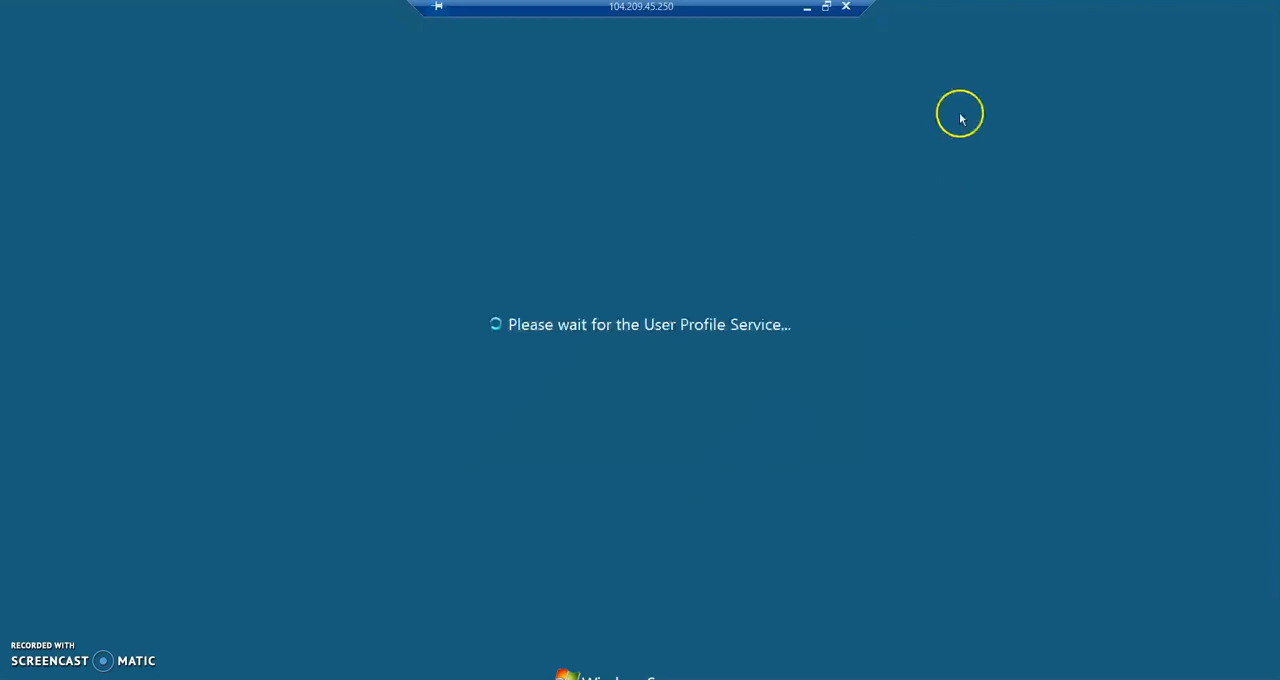 104.209.45.250
Please wait for the User Profile Service...
RECORDED WITH
SCREENCAST MATIC